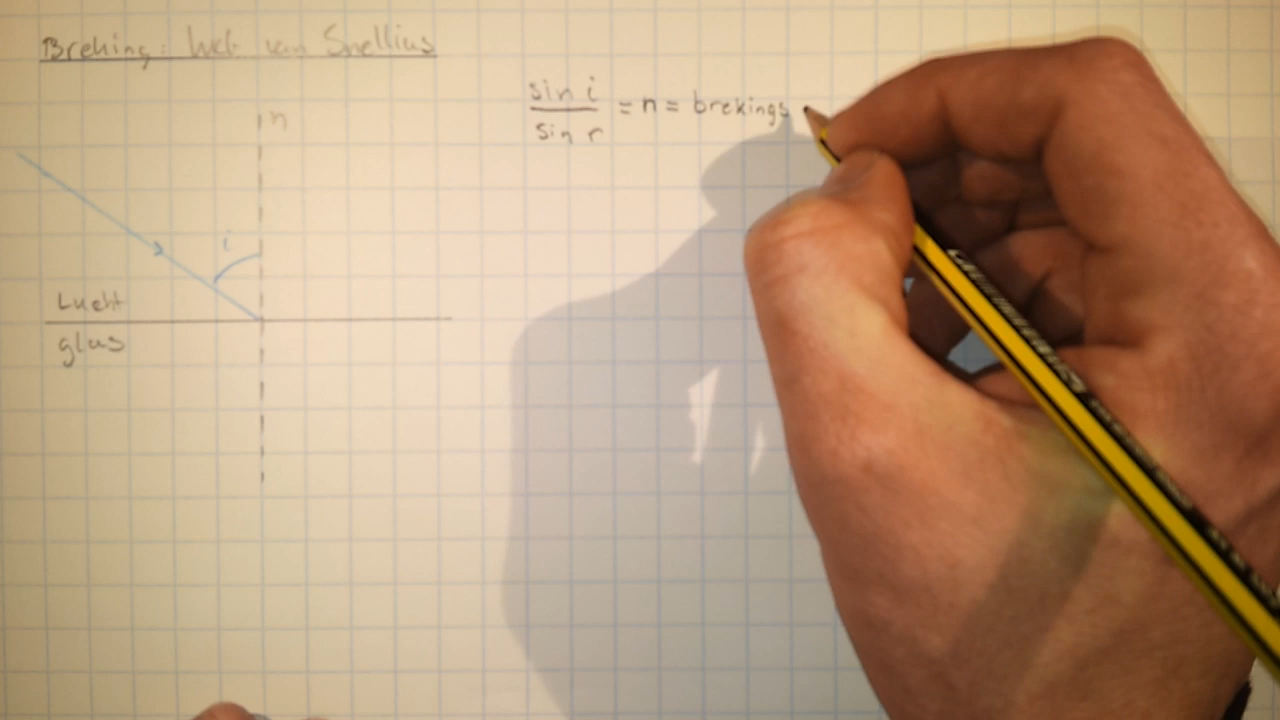 Breking: Wet van Snellius
sin i
sin r
= n = brekings
n
i
Lucht
glas